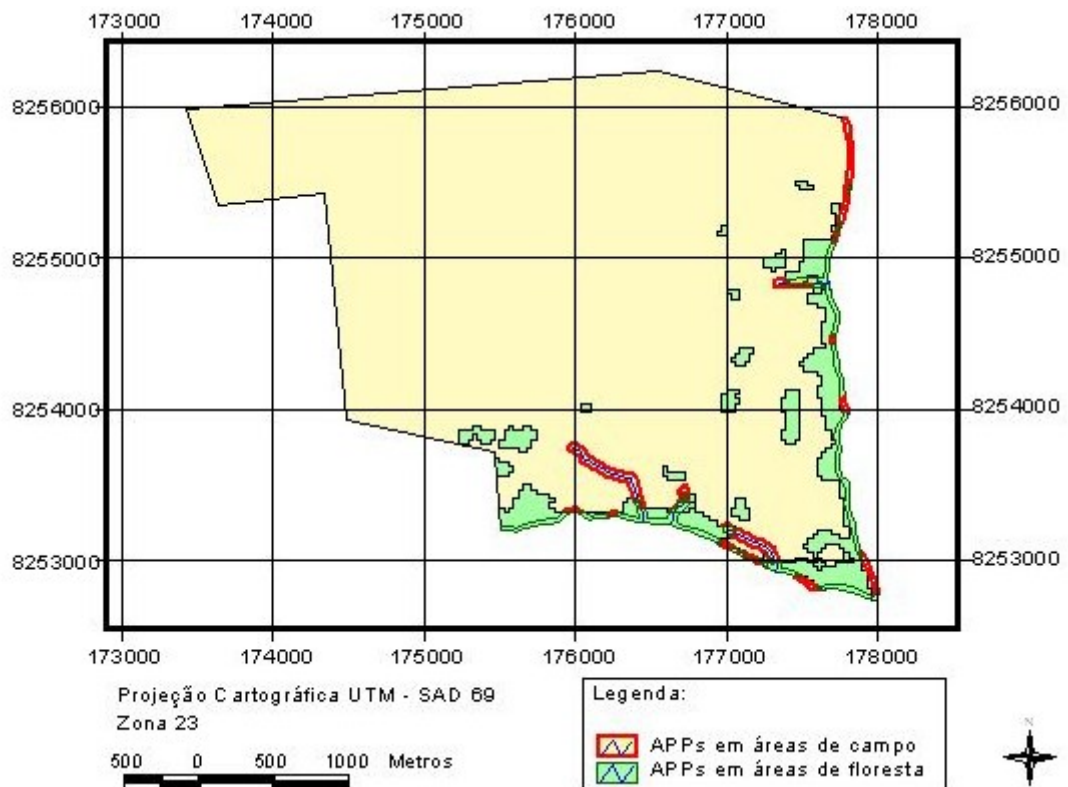 173000 174000 175000 176000 177000 178000
8256000 8256000
8255000 8255000
8254000 8254000
8253000 8253000
173000 174000 175000 176000 177000 178000
Projeção Cartográfica UTM - SAD 69
Zona 23
500 0 500 1000 Metros
Legenda:
APPs em áreas de campo
APPs em áreas de floresta
N